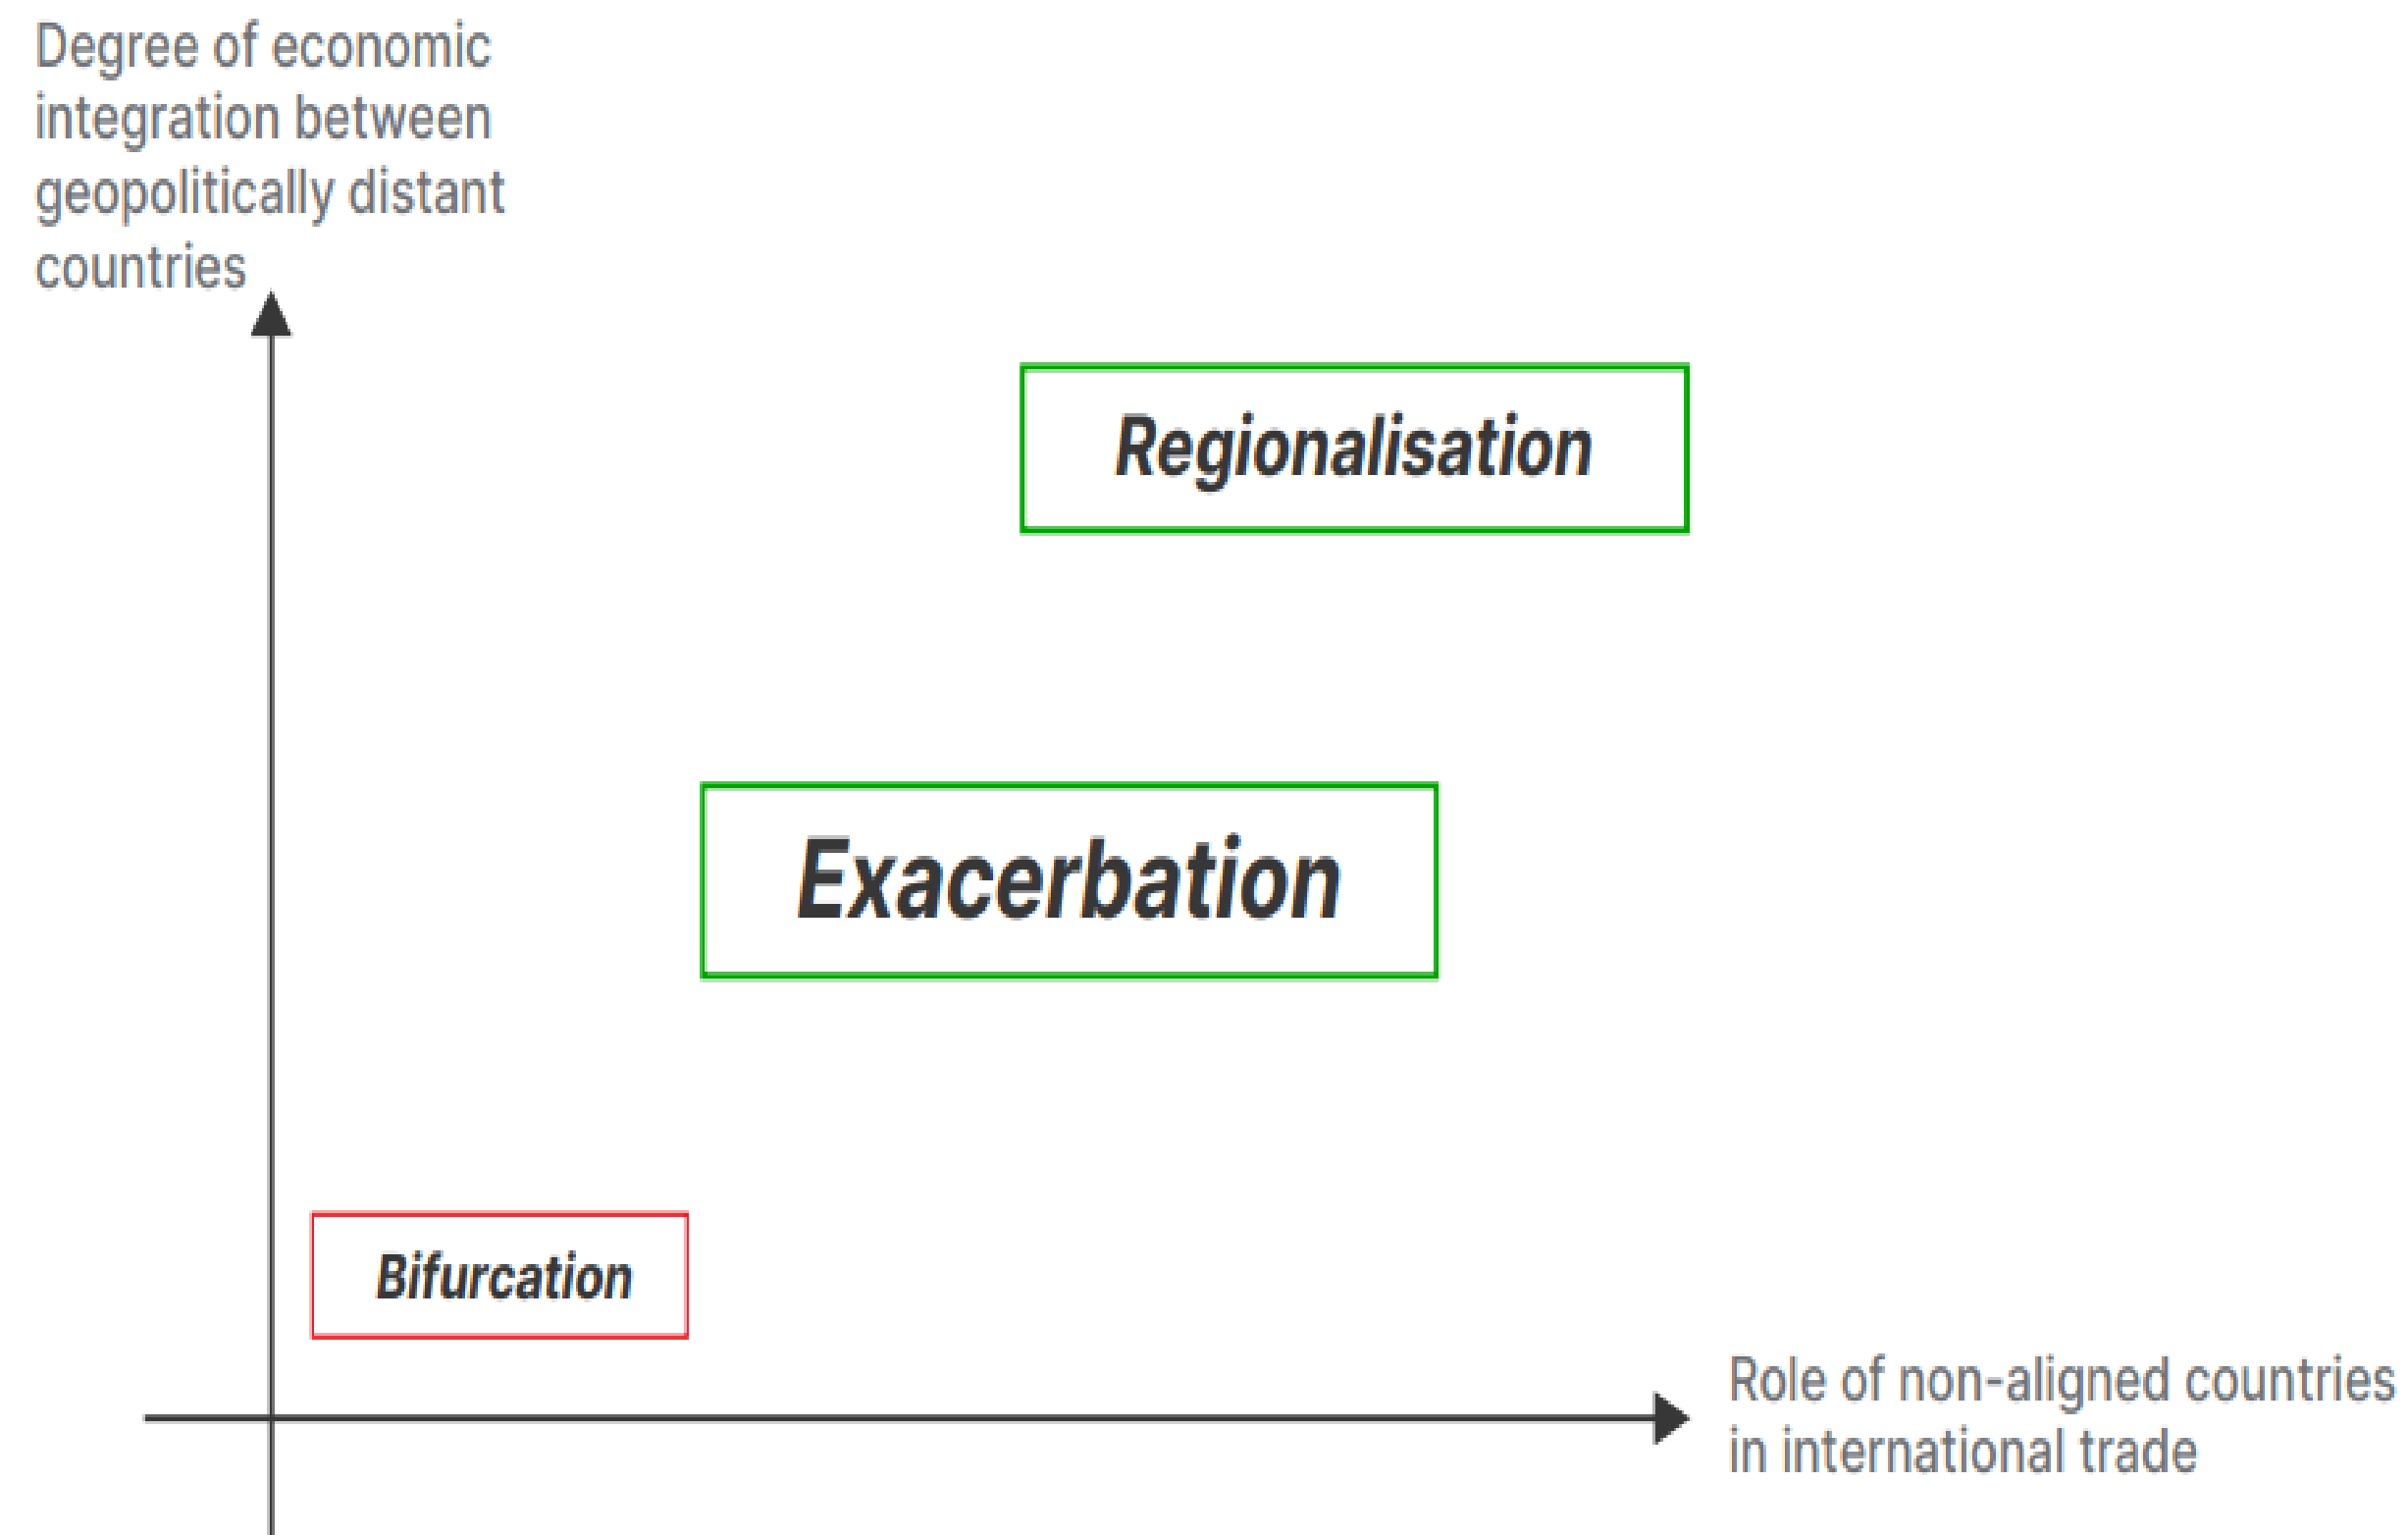 Degree of economic
integration between
geopolitically distant
countries
Regionalisation
Exacerbation
Bifurcation
Role of non-aligned countries
in international trade